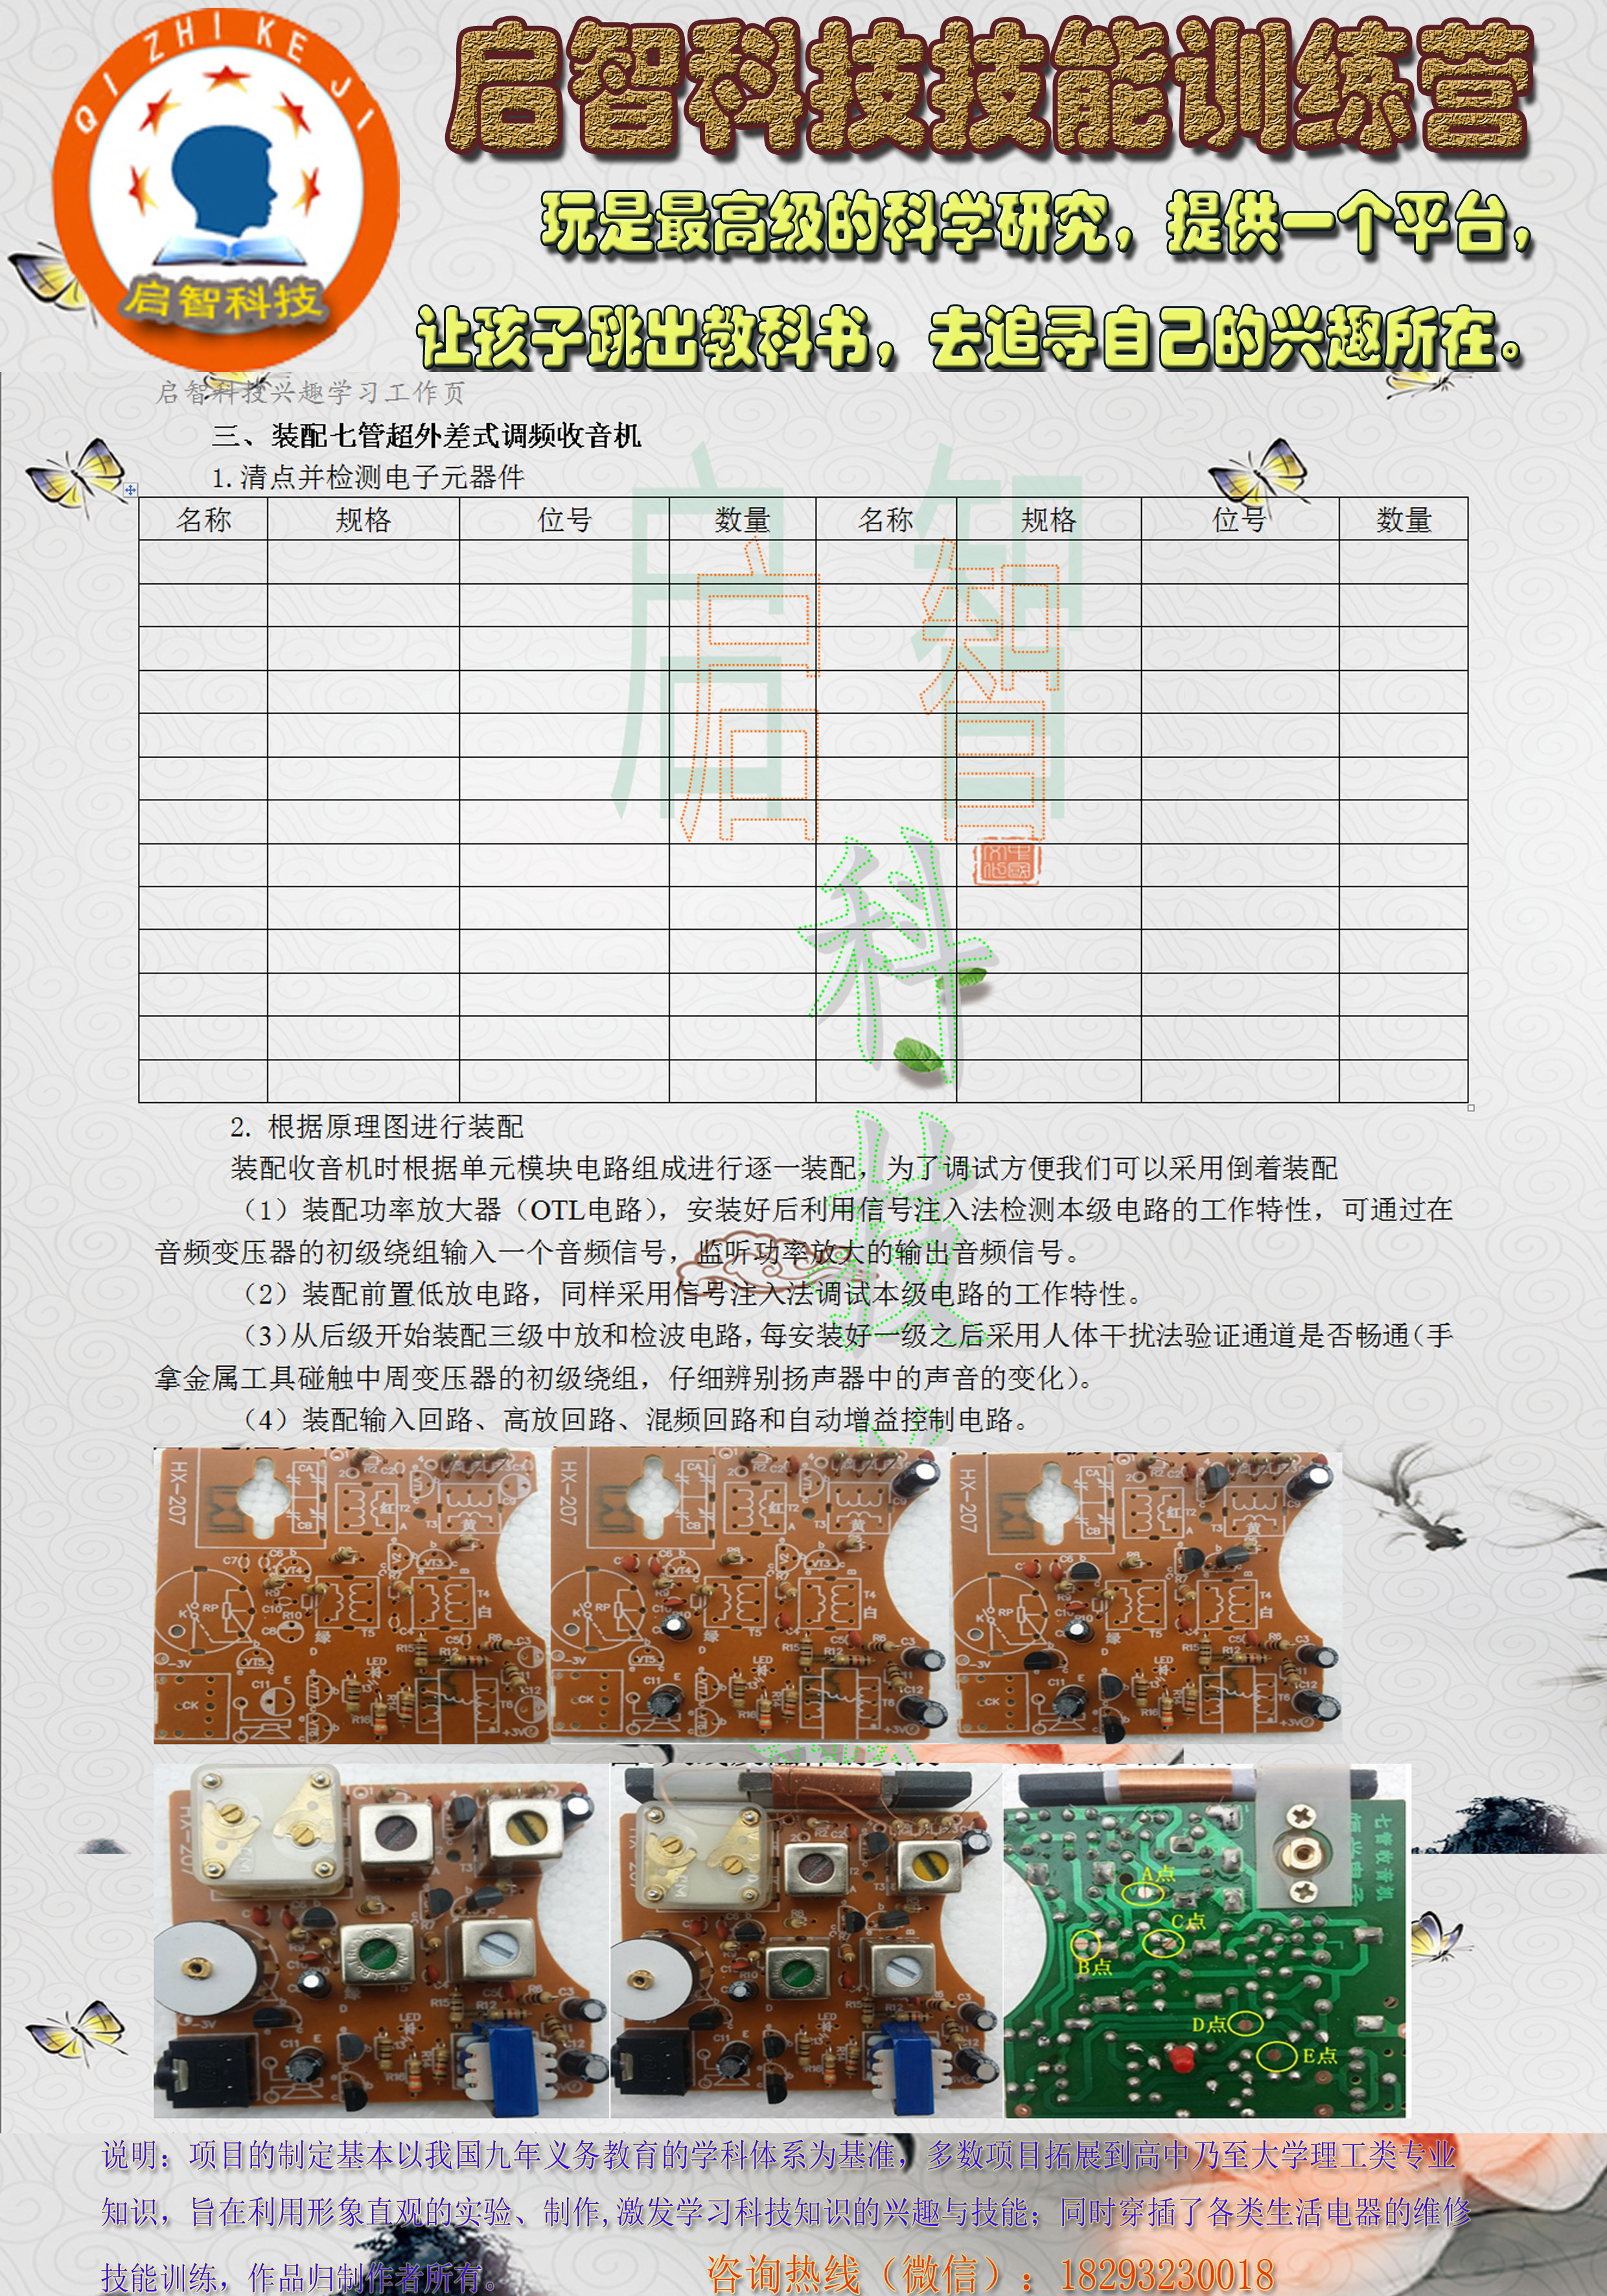 QI ZHI KE JI
启智科技
启智科技技能训练营
玩是最高级的科学研究，提供一个平台，
让孩子跳出教科书，去追寻自己的兴趣所在。
启智科技兴趣学习工作页
三、装配七管超外差式调频收音机
1.清点并检测电子元器件
名称 规格 位号 数量 名称 规格 位号 数量
启智
科
技
2. 根据原理图进行装配
装配收音机时根据单元模块电路组成进行逐一装配，为了调试方便我们可以采用倒着装配
（1）装配功率放大器（OTL电路），安装好后利用信号注入法检测本级电路的工作特性，可通过在
音频变压器的初级绕组输入一个音频信号，监听功率放大的输出音频信号。
（2）装配前置低放电路，同样采用信号注入法调试本级电路的工作特性。
（3）从后级开始装配三级中放和检波电路，每安装好一级之后采用人体干扰法验证通道是否畅通（手
拿金属工具碰触中周变压器的初级绕组，仔细辨别扬声器中的声音的变化）。
（4）装配输入回路、高放回路、混频回路和自动增益控制电路。
HX-207
HX-207
HX-207
七管收音机
A点
C点
B点
D点
E点
说明：项目的制定基本以我国九年义务教育的学科体系为基准，多数项目拓展到高中乃至大学理工类专业
知识，旨在利用形象直观的实验、制作,激发学习科技知识的兴趣与技能；同时穿插了各类生活电器的维修
技能训练，作品归制作者所有。
咨询热线（微信）：18293230018